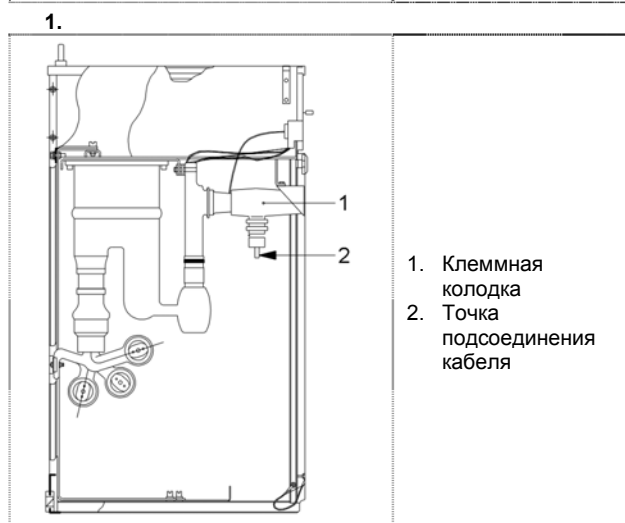 1.
1
2
1. Клеммная
колодка
2. Точка
подсоединения
кабеля